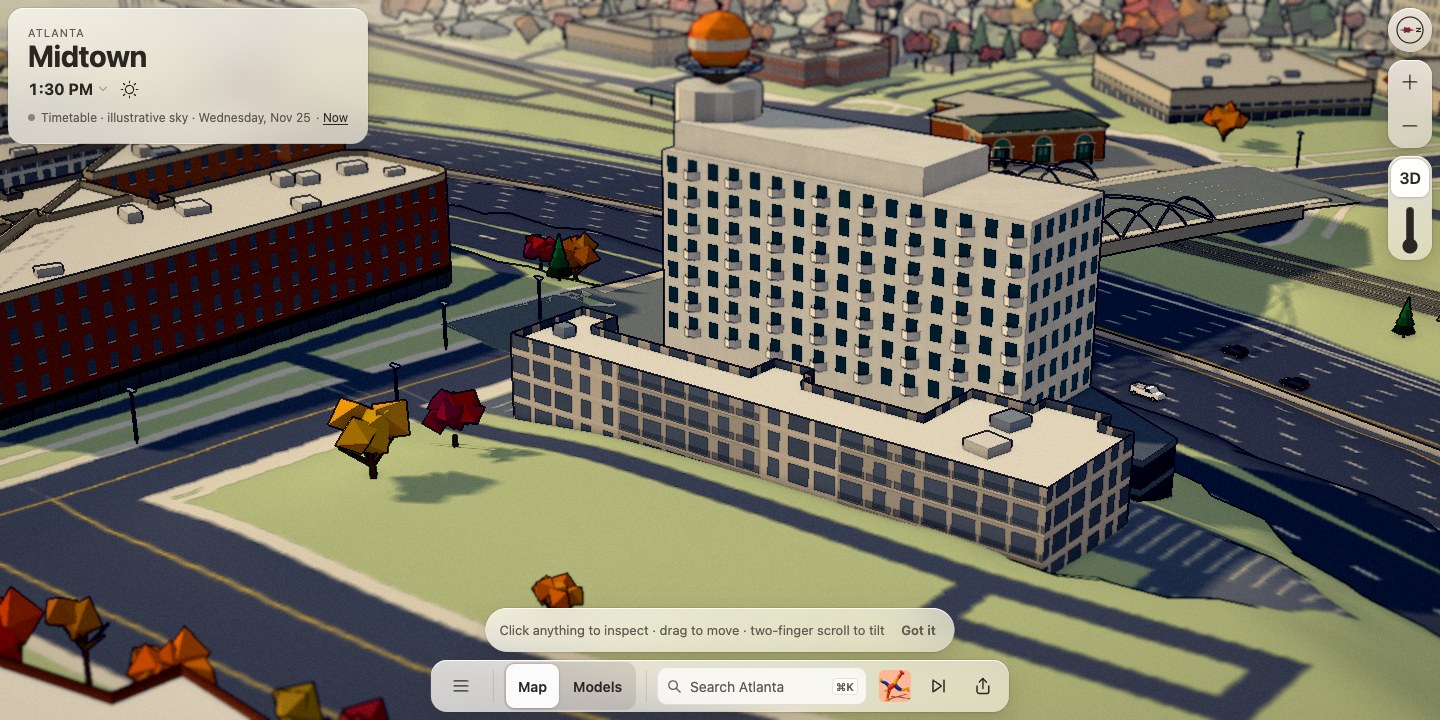 ATLANTA
Midtown
1:30 PM
Timetable · illustrative sky · Wednesday, Nov 25 · Now
N
3D
Click anything to inspect · drag to move · two-finger scroll to tilt Got it
Map Models Search Atlanta ⌘K